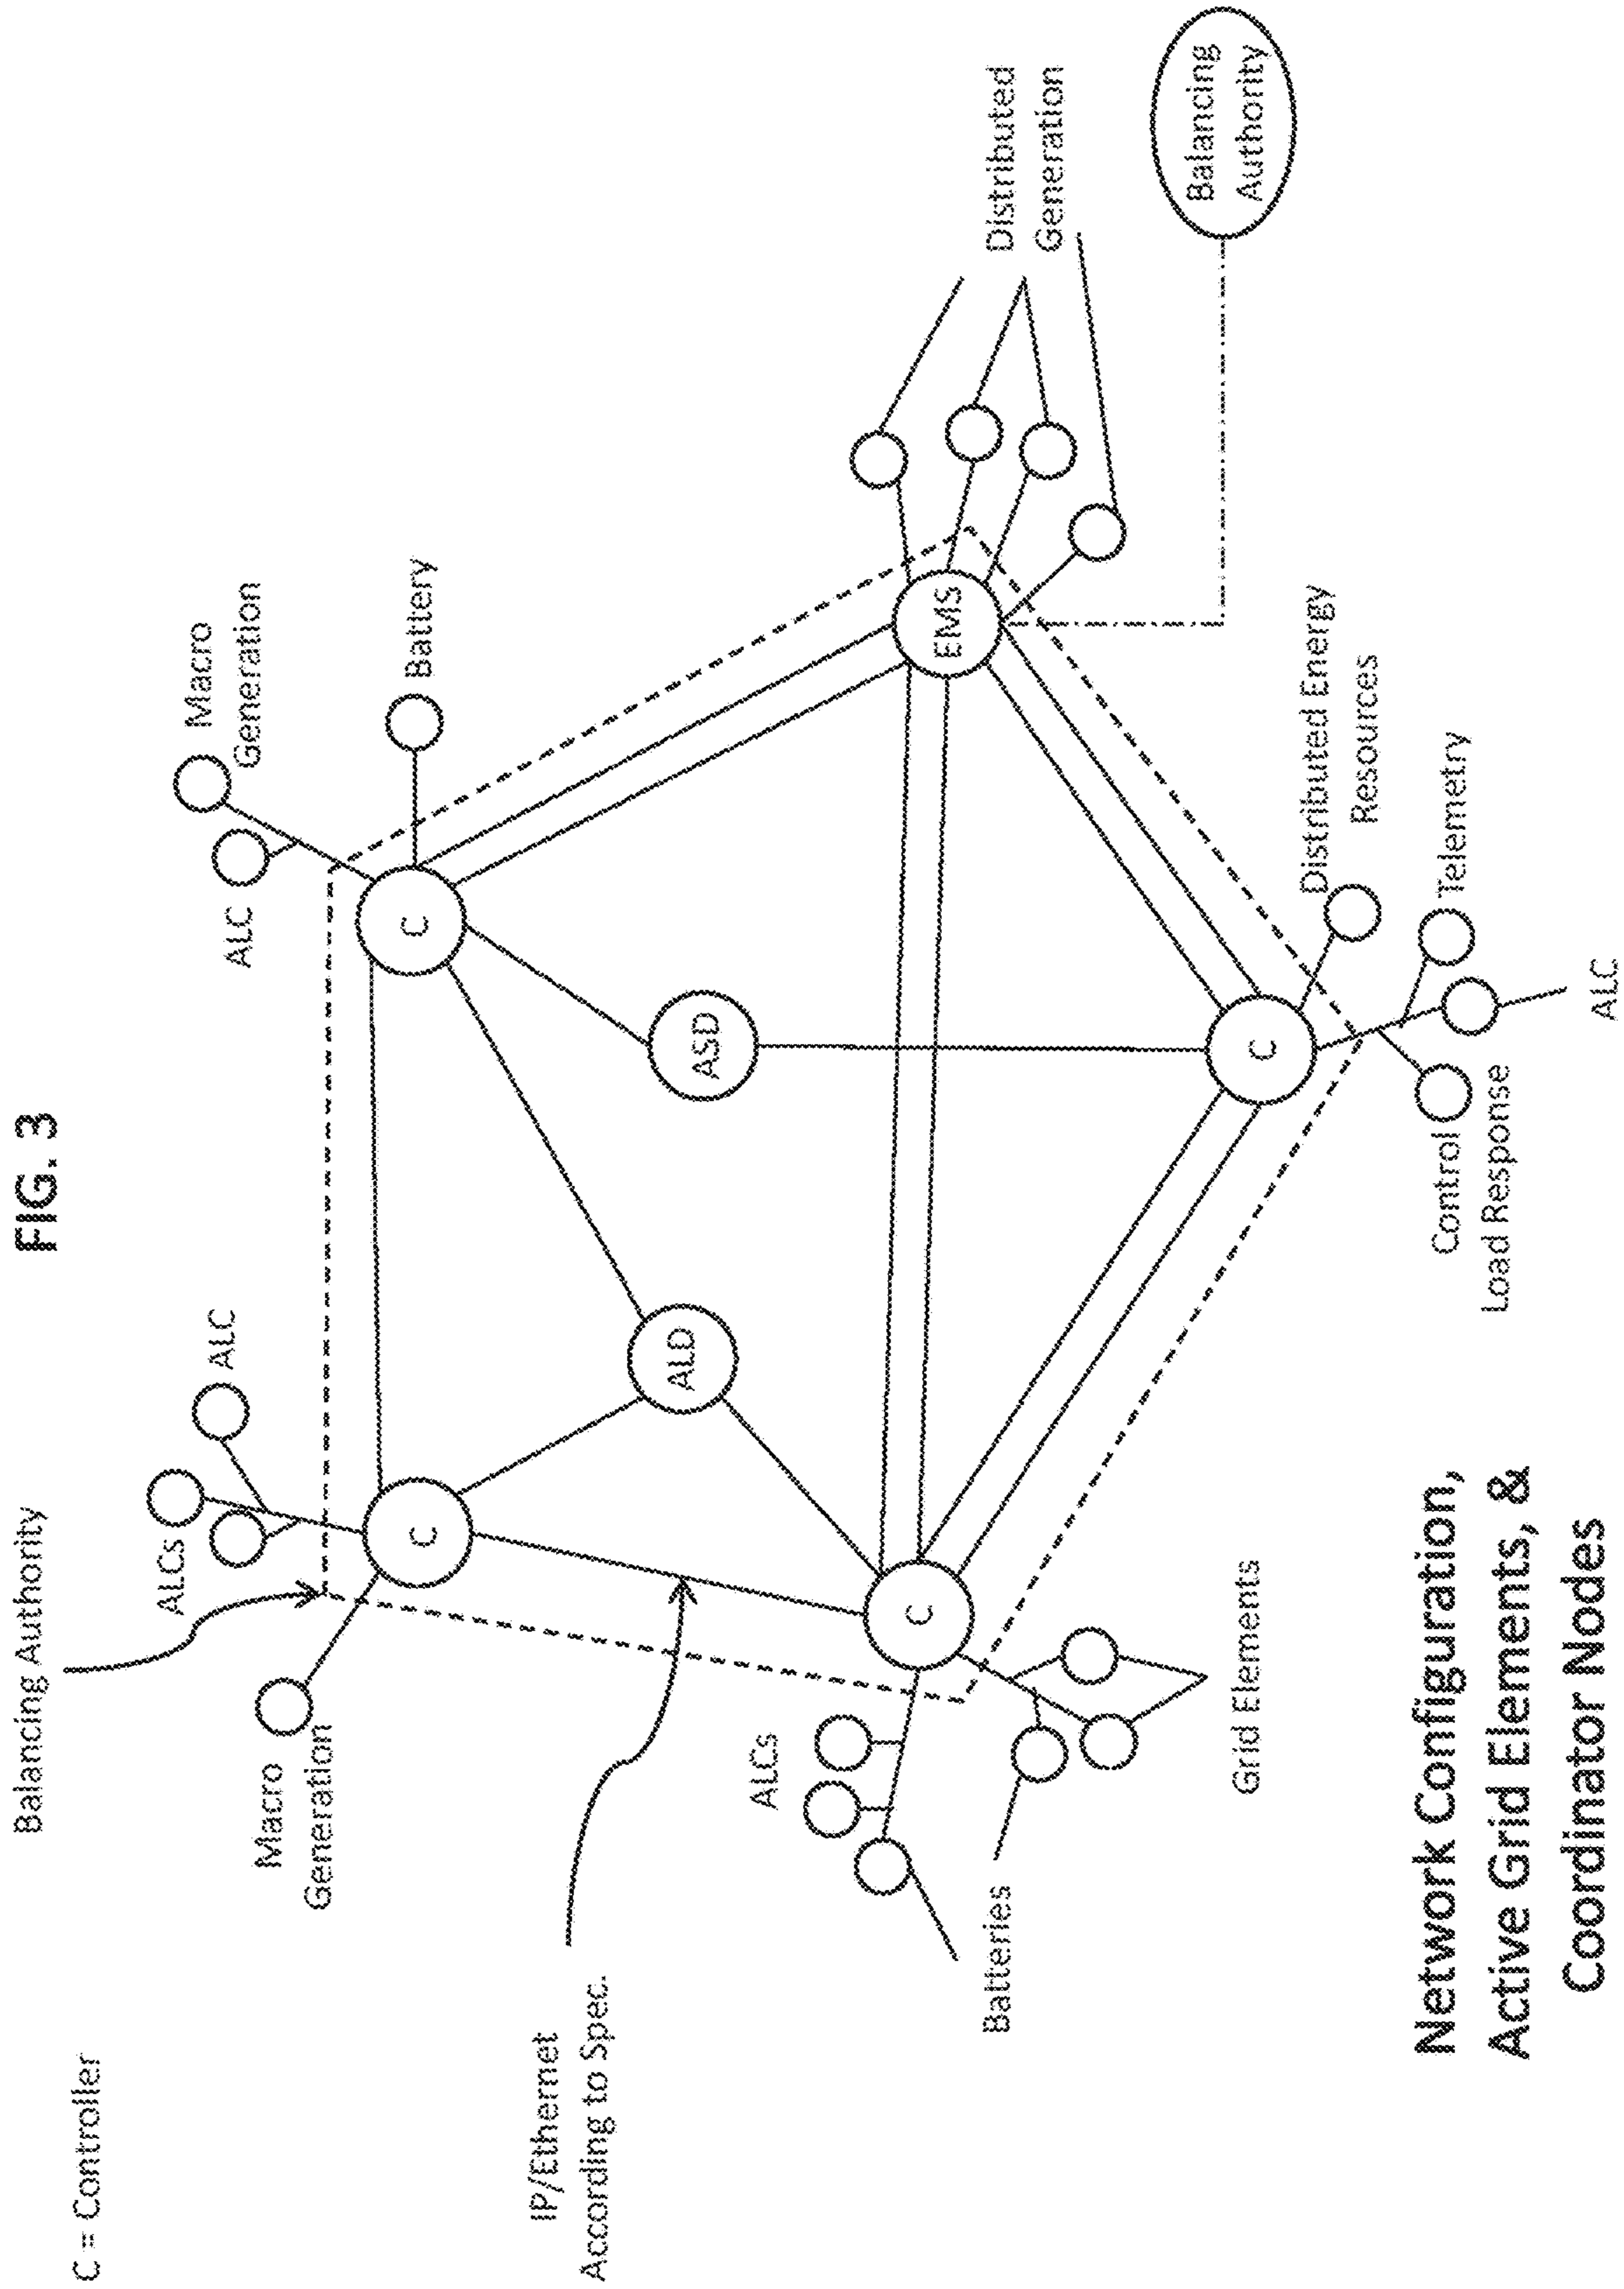 FIG. 3
C = Controller
Balancing Authority
ALCs
ALC
Macro
Generation
ALC
Macro
Generation
Battery
IP/Ethernet
According to Spec.
C
C
ALD
ASD
ALCs
Batteries
C
EMS
Distributed
Generation
Grid Elements
C
Distributed Energy
Resources
Balancing
Authority
Control
Load Response
Telemetry
ALC
Network Configuration,
Active Grid Elements, &
Coordinator Nodes